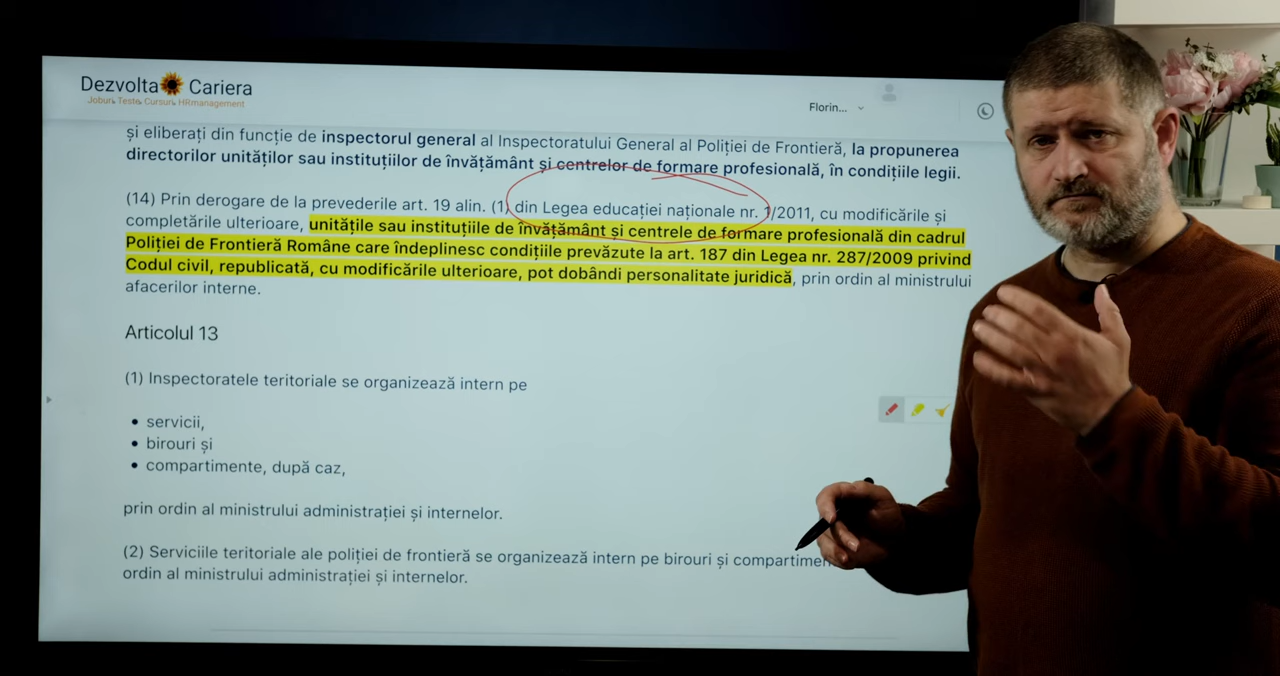 Dezvolta Cariera
Joburi, Teste, Cursuri, HRmanagement
Florin...
și eliberați din funcție de inspectorul general al Inspectoratului General al Poliției de Frontieră, la propunerea
directorilor unităților sau instituțiilor de învățământ și centrelor de formare profesională, în condițiile legii.
(14) Prin derogare de la prevederile art. 19 alin. (1) din Legea educației naționale nr. 1/2011, cu modificările și
completările ulterioare, unitățile sau instituțiile de învățământ și centrele de formare profesională din cadrul
Poliției de Frontieră Române care îndeplinesc condițiile prevăzute la art. 187 din Legea nr. 287/2009 privind
Codul civil, republicată, cu modificările ulterioare, pot dobândi personalitate juridică, prin ordin al ministrului
afacerilor interne.
Articolul 13
(1) Inspectoratele teritoriale se organizează intern pe
• servicii,
• birouri și
• compartimente, după caz,
prin ordin al ministrului administrației și internelor.
(2) Serviciile teritoriale ale poliției de frontieră se organizează intern pe birouri și
ordin al ministrului administrației și internelor.